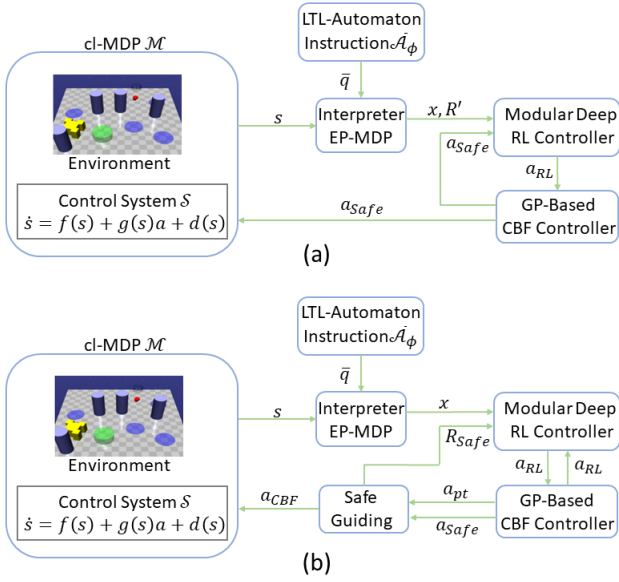 LTL-Automaton
Instruction 𝒜̄_ϕ
cl-MDP ℳ
q̄
s
Interpreter
EP-MDP
x, R′
Modular Deep
RL Controller
a_Safe
a_RL
Environment
Control System 𝒮
ṡ = f(s) + g(s)a + d(s)
a_Safe
GP-Based
CBF Controller
(a)
LTL-Automaton
Instruction 𝒜̄_ϕ
cl-MDP ℳ
q̄
s
Interpreter
EP-MDP
x
Modular Deep
RL Controller
R_Safe
a_RL
a_RL
Environment
Control System 𝒮
ṡ = f(s) + g(s)a + d(s)
a_CBF
Safe
Guiding
a_pt
a_Safe
GP-Based
CBF Controller
(b)